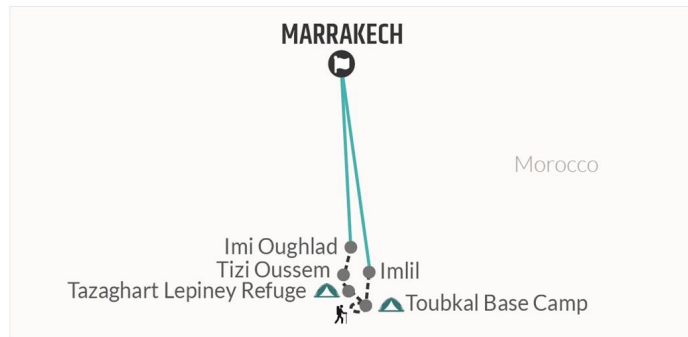 MARRAKECH
Morocco
Imi Oughlad
Tizi Oussem
Imlil
Tazaghart Lepiney Refuge
Toubkal Base Camp